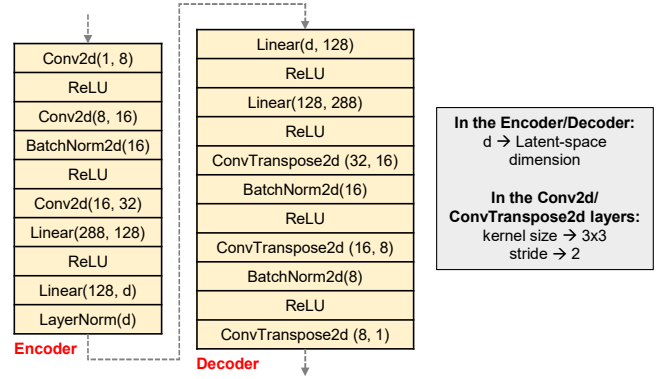 Conv2d(1, 8)
ReLU
Conv2d(8, 16)
BatchNorm2d(16)
ReLU
Conv2d(16, 32)
Linear(288, 128)
ReLU
Linear(128, d)
LayerNorm(d)
Encoder
Linear(d, 128)
ReLU
Linear(128, 288)
ReLU
ConvTranspose2d (32, 16)
BatchNorm2d(16)
ReLU
ConvTranspose2d (16, 8)
BatchNorm2d(8)
ReLU
ConvTranspose2d (8, 1)
Decoder
In the Encoder/Decoder:
d → Latent-space
dimension
In the Conv2d/
ConvTranspose2d layers:
kernel size → 3x3
stride → 2